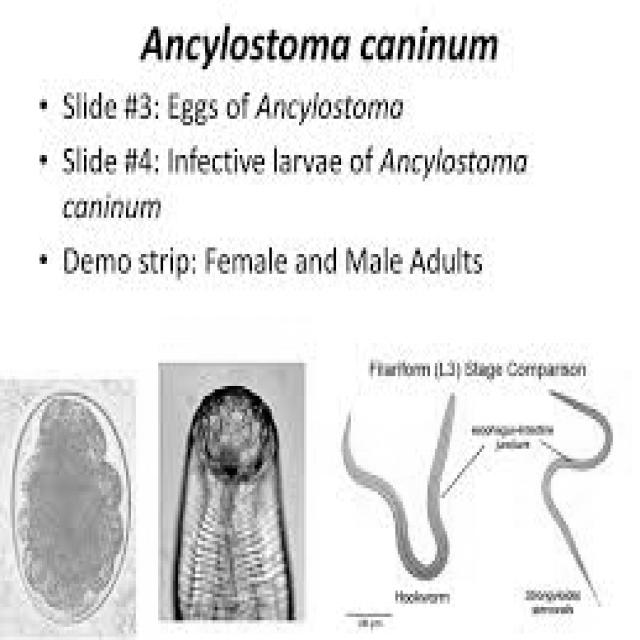 Ancylostoma caninum
• Slide #3: Eggs of Ancylostoma
• Slide #4: Infective larvae of Ancylostoma
caninum
• Demo strip: Female and Male Adults
Filariform (L3) Stage Comparison
esophagus-intestine
juncture
Hookworm
Strongyloides
stercoralis